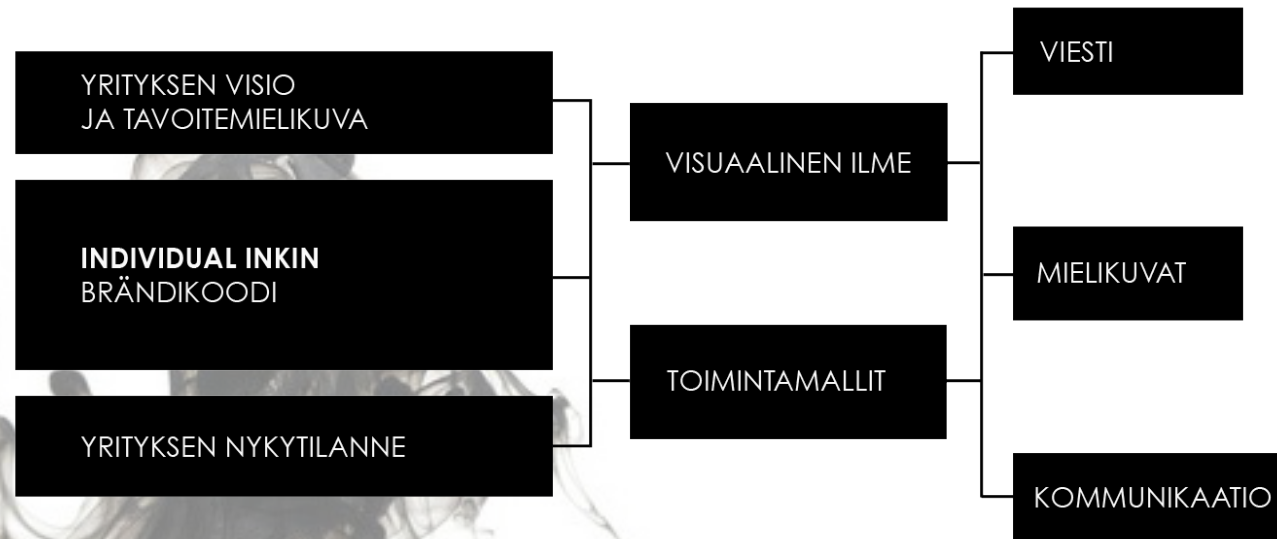 YRITYKSEN VISIO
JA TAVOITEMIELIKUVA
INDIVIDUAL INKIN
BRÄNDIKOODI
YRITYKSEN NYKYTILANNE
VISUAALINEN ILME
TOIMINTAMALLIT
VIESTI
MIELIKUVAT
KOMMUNIKAATIO